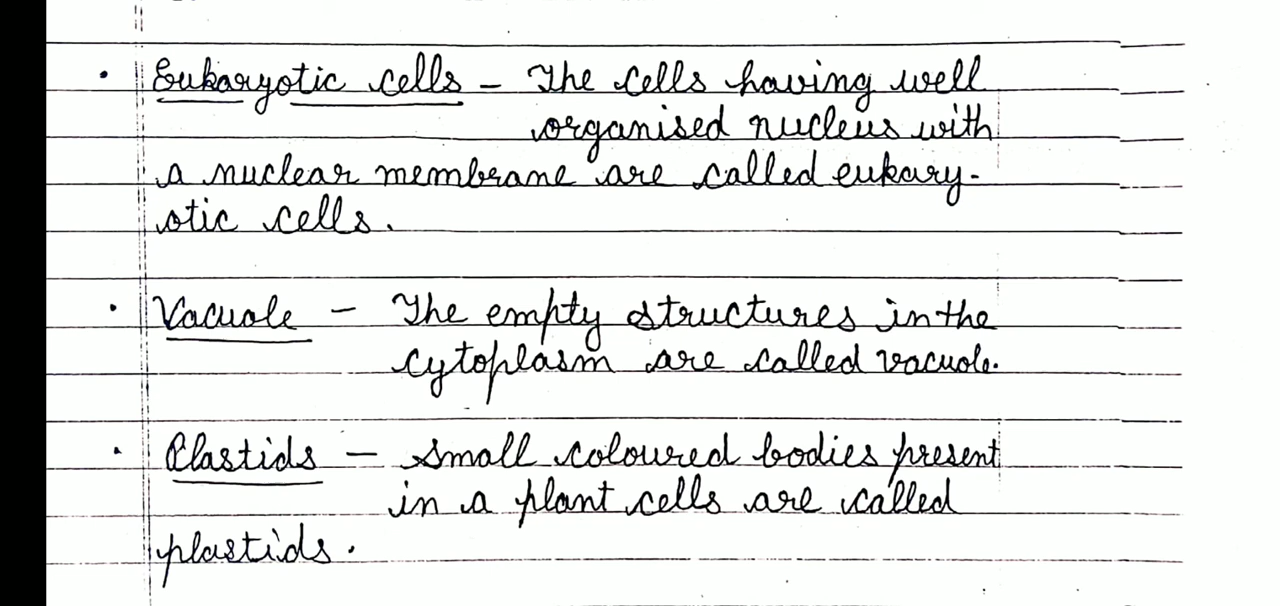 • Eukaryotic cells – The cells having well
organised nucleus with
a nuclear membrane are called eukary-
otic cells.
• Vacuole – The empty structures in the
cytoplasm are called vacuole.
• Plastids – Small coloured bodies present
in a plant cells are called
plastids.